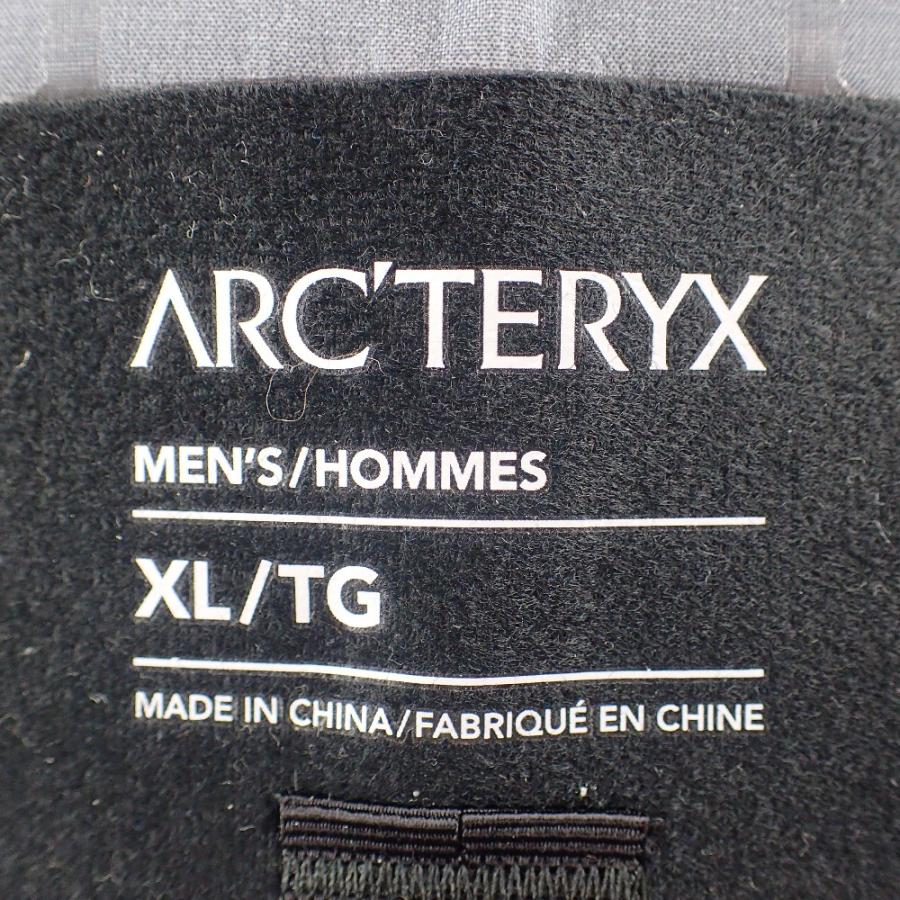 ARC'TERYX
MEN'S/HOMMES
XL/TG
MADE IN CHINA/FABRIQUÉ EN CHINE